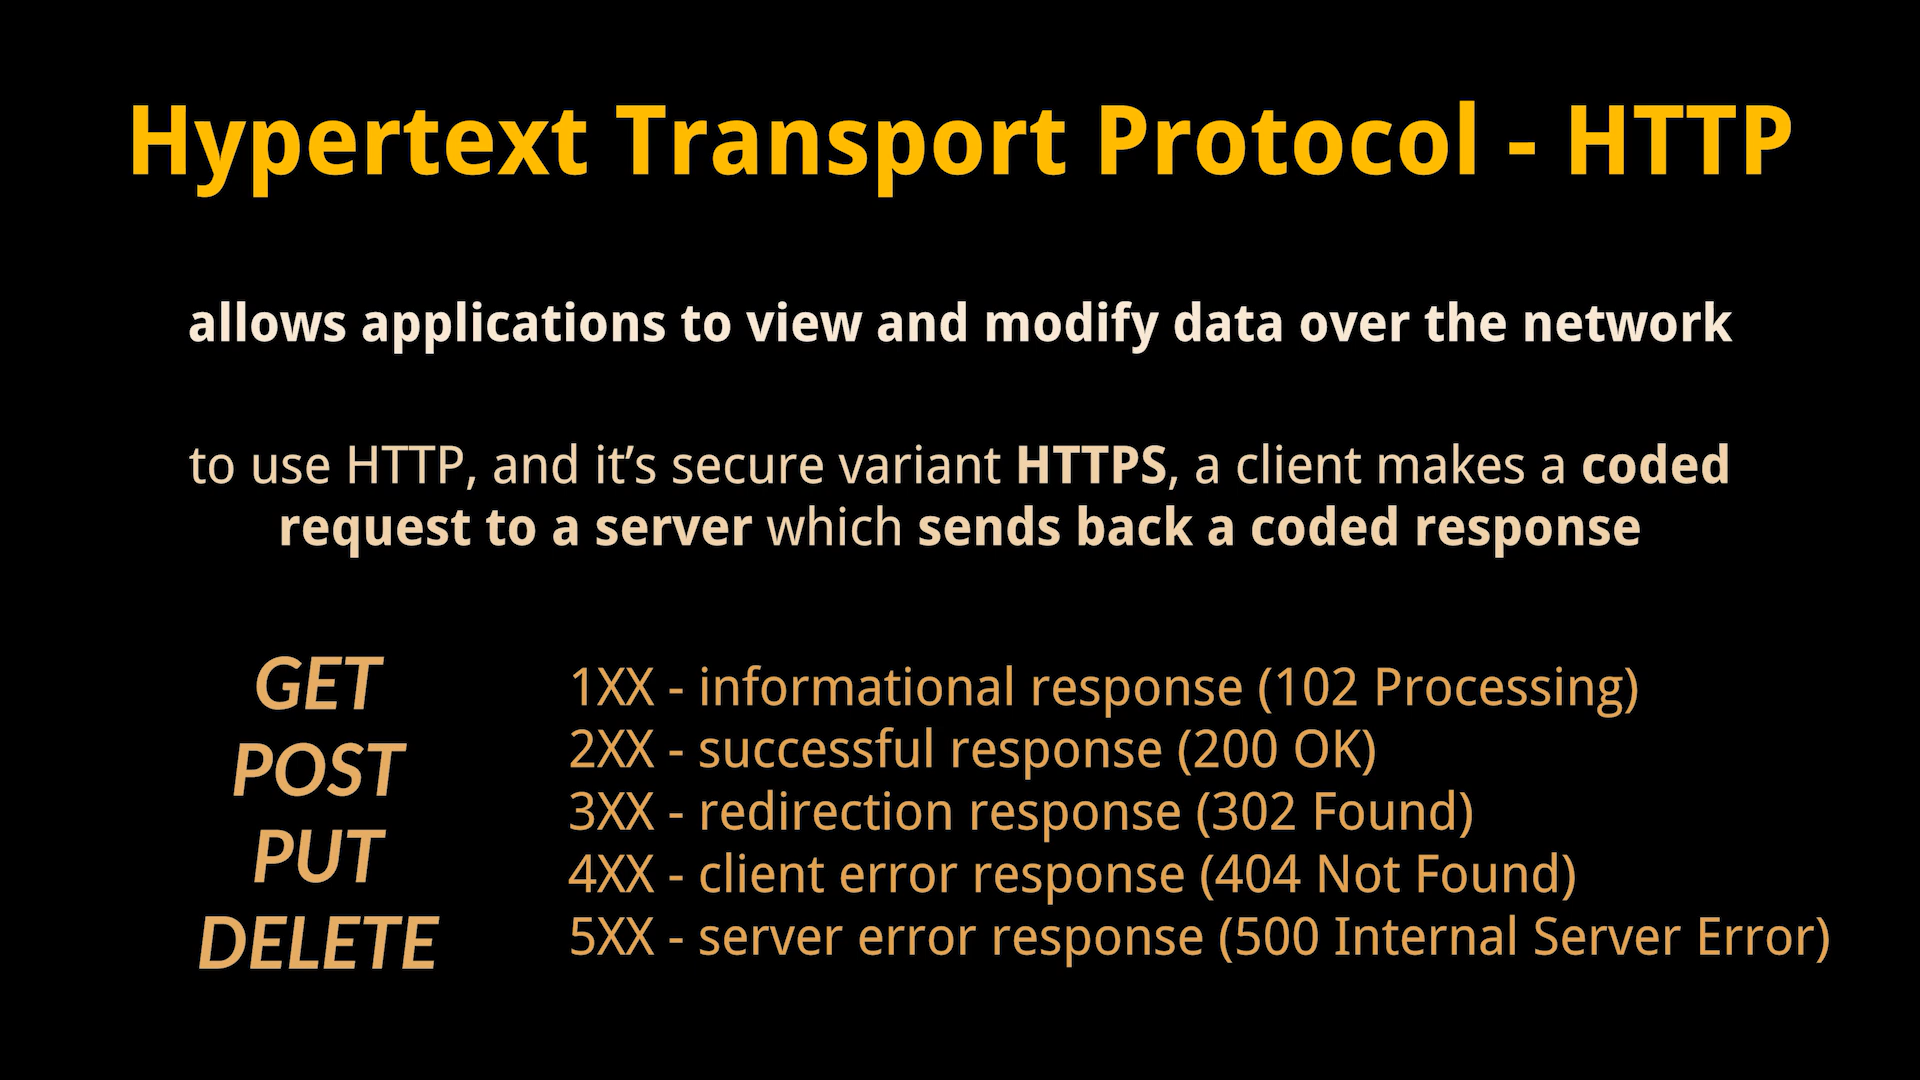 Hypertext Transport Protocol - HTTP
allows applications to view and modify data over the network
to use HTTP, and it’s secure variant HTTPS, a client makes a coded
request to a server which sends back a coded response
GET
POST
PUT
DELETE
1XX - informational response (102 Processing)
2XX - successful response (200 OK)
3XX - redirection response (302 Found)
4XX - client error response (404 Not Found)
5XX - server error response (500 Internal Server Error)